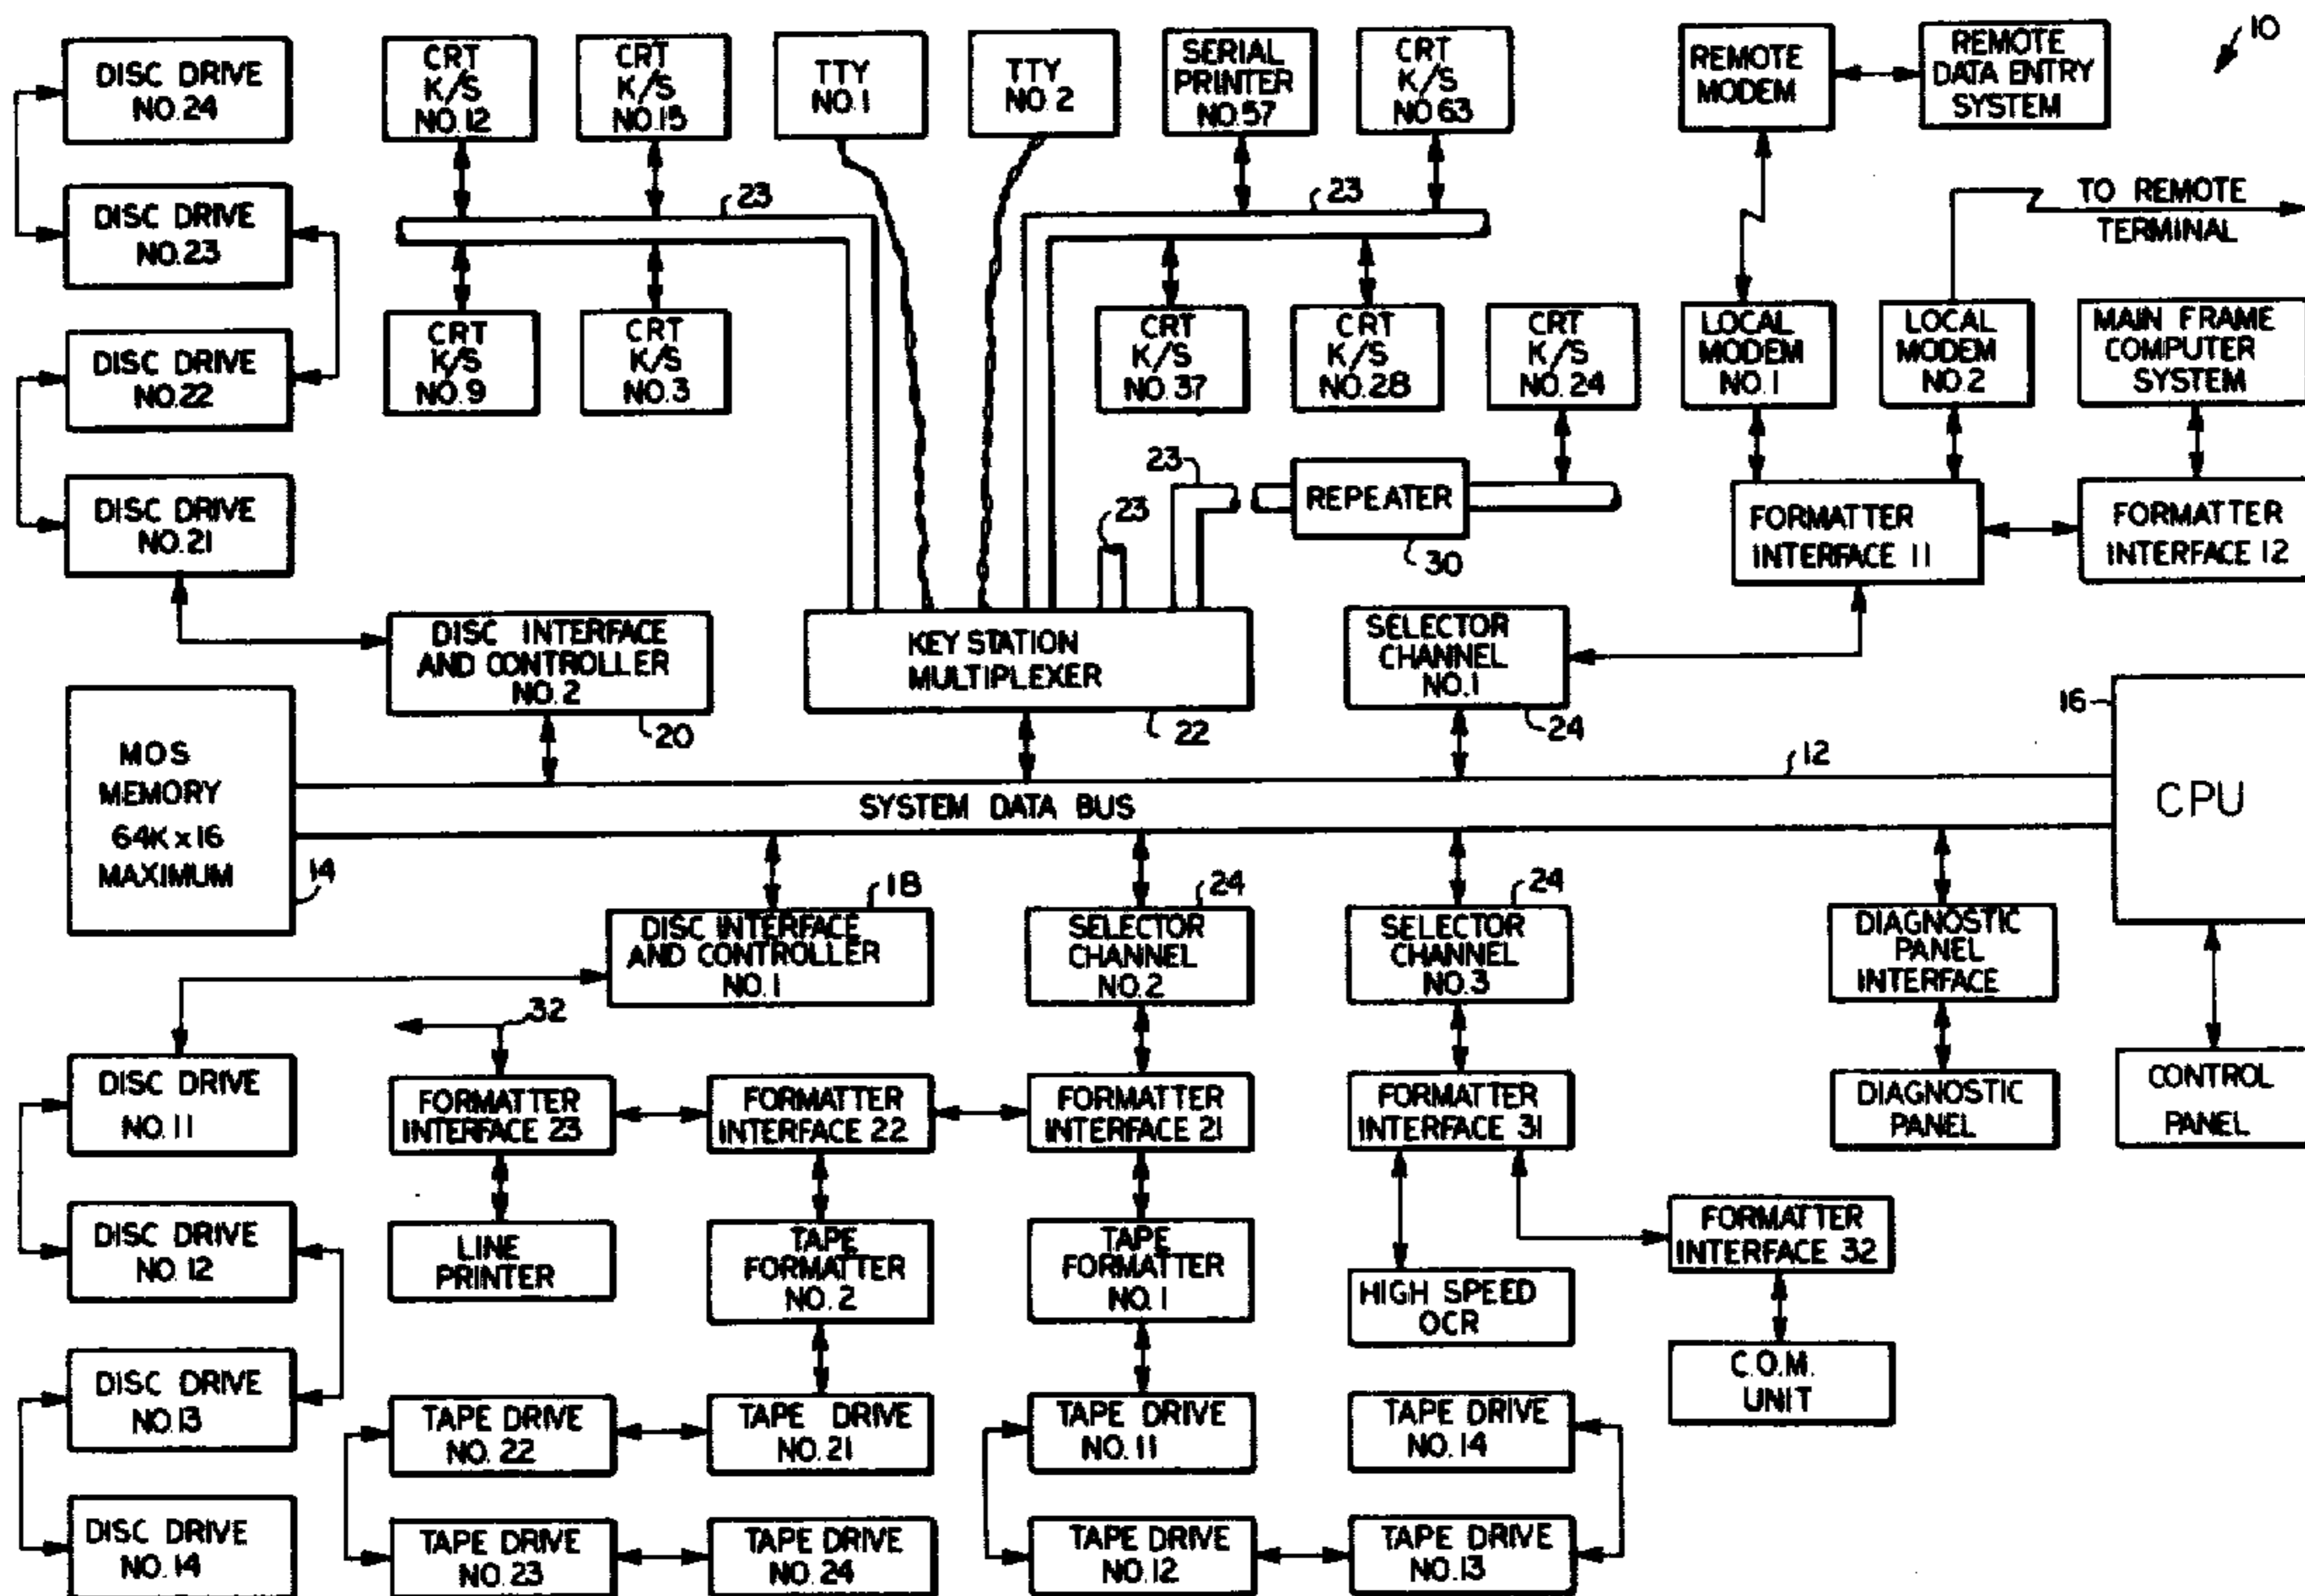 10
DISC DRIVE
NO.24
CRT
K/S
NO.12
CRT
K/S
NO.15
TTY
NO.1
TTY
NO.2
SERIAL
PRINTER
NO.57
CRT
K/S
NO.63
REMOTE
MODEM
REMOTE
DATA ENTRY
SYSTEM
DISC DRIVE
NO.23
23
23
TO REMOTE
TERMINAL
DISC DRIVE
NO.22
CRT
K/S
NO.9
CRT
K/S
NO.3
CRT
K/S
NO.37
CRT
K/S
NO.28
CRT
K/S
NO.24
LOCAL
MODEM
NO.1
LOCAL
MODEM
NO.2
MAIN FRAME
COMPUTER
SYSTEM
DISC DRIVE
NO.21
23
23
REPEATER
30
FORMATTER
INTERFACE 11
FORMATTER
INTERFACE 12
DISC INTERFACE
AND CONTROLLER
NO.2
20
KEY STATION
MULTIPLEXER
22
SELECTOR
CHANNEL
NO.1
24
16
MOS
MEMORY
64K x 16
MAXIMUM
14
SYSTEM DATA BUS
12
CPU
18
DISC INTERFACE
AND CONTROLLER
NO.1
24
SELECTOR
CHANNEL
NO.2
24
SELECTOR
CHANNEL
NO.3
DIAGNOSTIC
PANEL
INTERFACE
32
DISC DRIVE
NO.11
FORMATTER
INTERFACE 23
FORMATTER
INTERFACE 22
FORMATTER
INTERFACE 21
FORMATTER
INTERFACE 31
DIAGNOSTIC
PANEL
CONTROL
PANEL
DISC DRIVE
NO.12
LINE
PRINTER
TAPE
FORMATTER
NO.2
TAPE
FORMATTER
NO.1
HIGH SPEED
OCR
FORMATTER
INTERFACE 32
DISC DRIVE
NO.13
TAPE DRIVE
NO.22
TAPE DRIVE
NO.21
TAPE DRIVE
NO.11
TAPE DRIVE
NO.14
C.O.M.
UNIT
DISC DRIVE
NO.14
TAPE DRIVE
NO.23
TAPE DRIVE
NO.24
TAPE DRIVE
NO.12
TAPE DRIVE
NO.13